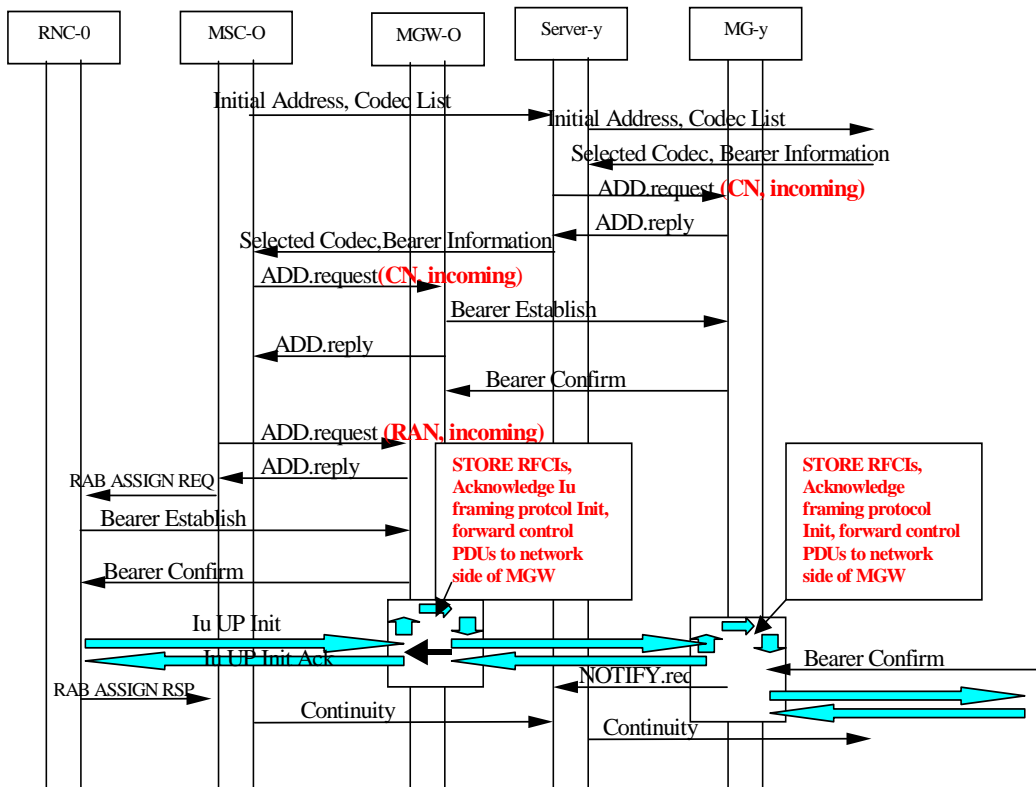 RNC-0
MSC-O
MGW-O
Server-y
MG-y
Initial Address, Codec List
Initial Address, Codec List
Selected Codec, Bearer Information
ADD.request (CN, incoming)
ADD.reply
Selected Codec,Bearer Information
ADD.request(CN, incoming)
Bearer Establish
ADD.reply
Bearer Confirm
ADD.request (RAN, incoming)
ADD.reply
RAB ASSIGN REQ
Bearer Establish
Bearer Confirm
STORE RFCIs,
Acknowledge Iu
framing protcol Init,
forward control
PDUs to network
side of MGW
STORE RFCIs,
Acknowledge
framing protocol
Init, forward control
PDUs to network
side of MGW
Iu UP Init
Iu UP Init Ack
Bearer Confirm
RAB ASSIGN RSP
NOTIFY.req
Continuity
Continuity